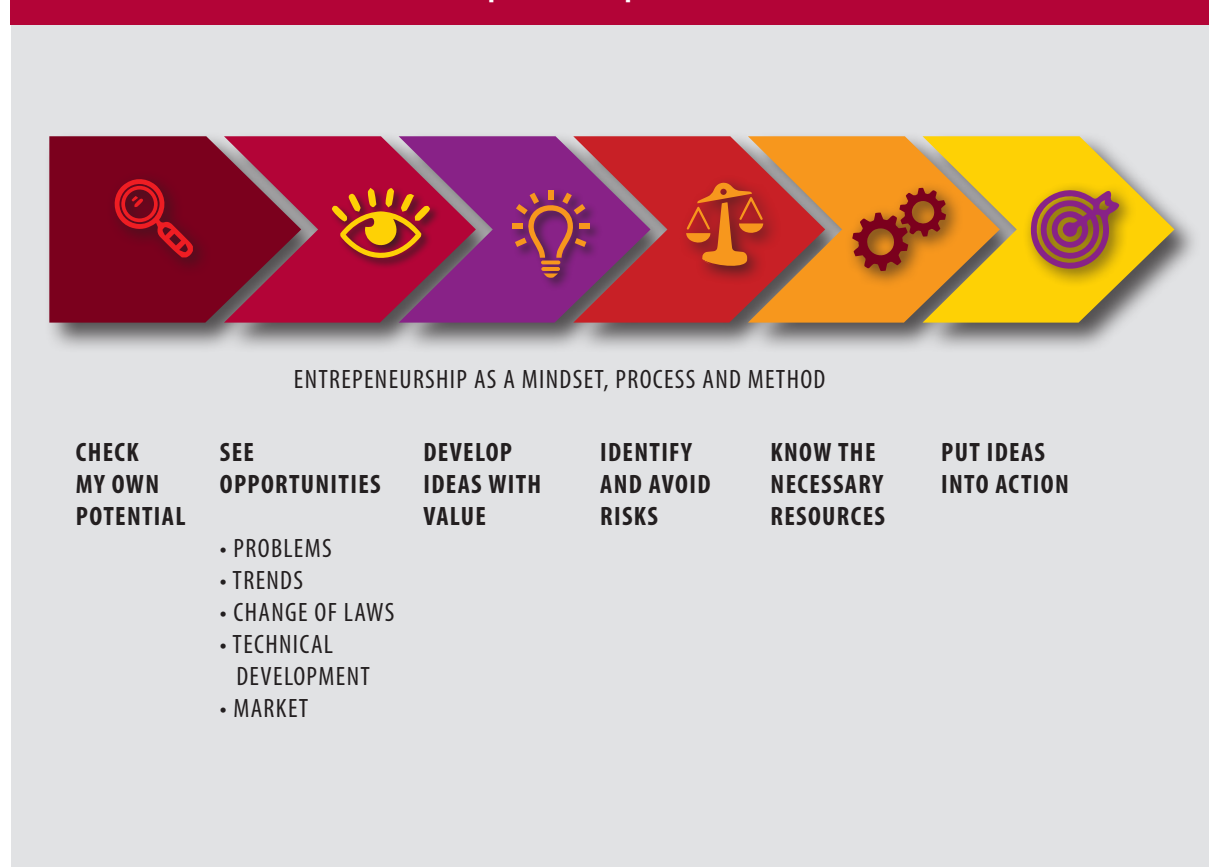 ENTREPENEURSHIP AS A MINDSET, PROCESS AND METHOD
CHECK
MY OWN
POTENTIAL
SEE
OPPORTUNITIES
• PROBLEMS
• TRENDS
• CHANGE OF LAWS
• TECHNICAL
DEVELOPMENT
• MARKET
DEVELOP
IDEAS WITH
VALUE
IDENTIFY
AND AVOID
RISKS
KNOW THE
NECESSARY
RESOURCES
PUT IDEAS
INTO ACTION